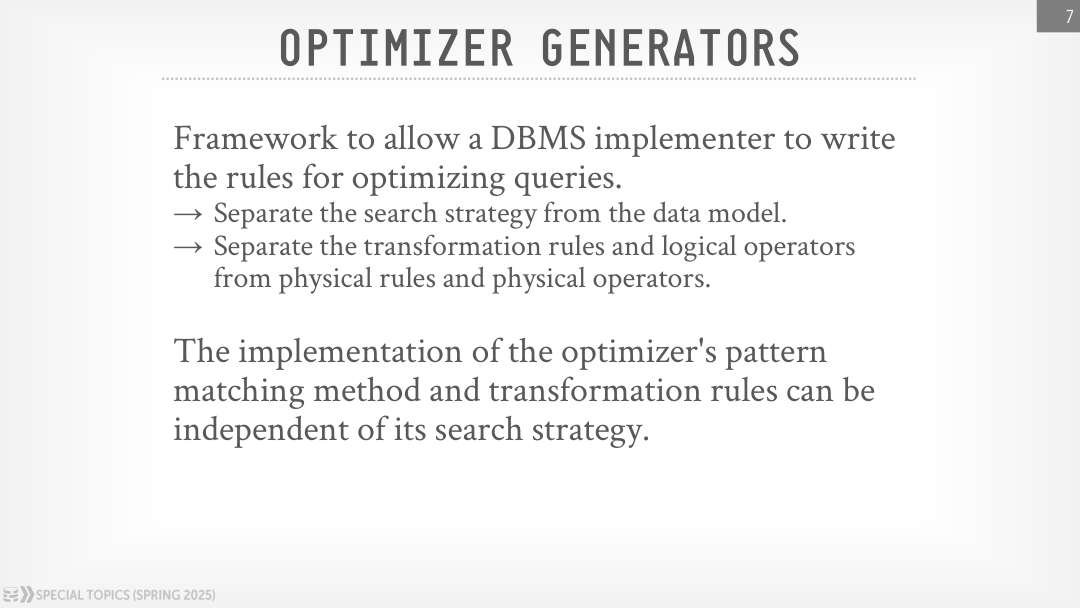 7
OPTIMIZER GENERATORS
Framework to allow a DBMS implementer to write
the rules for optimizing queries.
→ Separate the search strategy from the data model.
→ Separate the transformation rules and logical operators
from physical rules and physical operators.
The implementation of the optimizer's pattern
matching method and transformation rules can be
independent of its search strategy.
SPECIAL TOPICS (SPRING 2025)